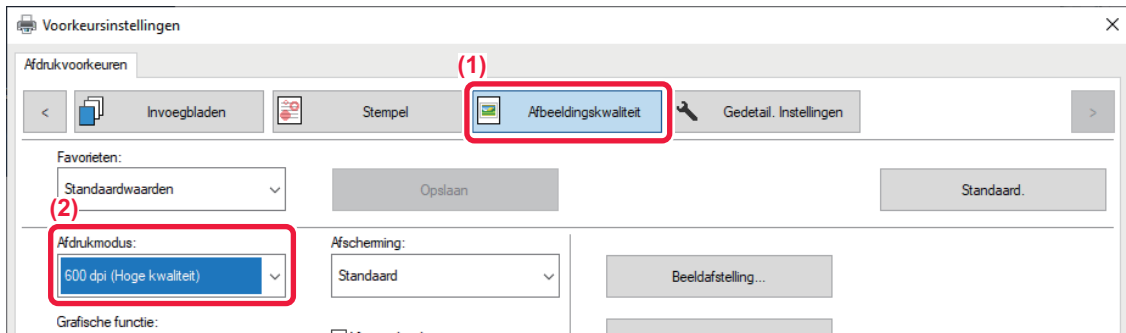 Voorkeursinstellingen
Afdrukvoorkeuren
(1)
< Invoegbladen Stempel Afbeeldingskwaliteit Gedetail. Instellingen >
Favorieten:
Standaardwaarden Opslaan Standaard.
(2)
Afdrukmodus: Afscherming:
600 dpi (Hoge kwaliteit) Standaard Beeldafstelling...
Grafische functie: